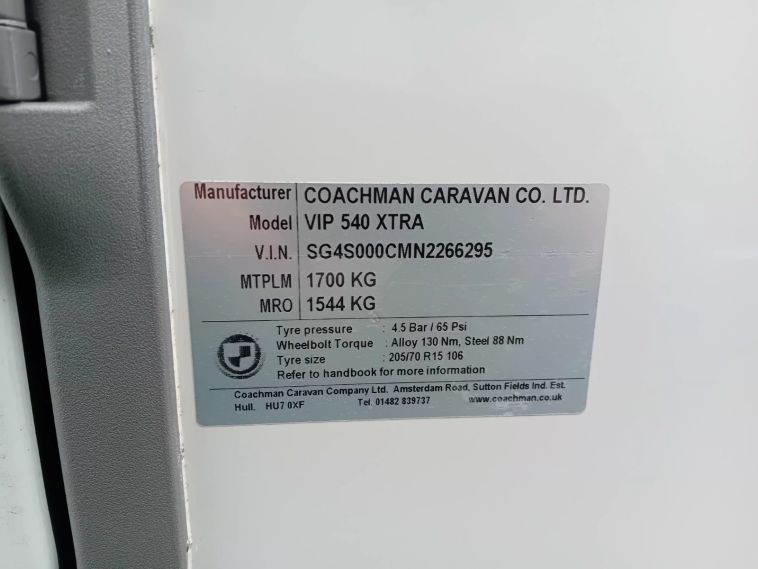 Manufacturer COACHMAN CARAVAN CO. LTD.
Model VIP 540 XTRA
V.I.N. SG4S000CMN2266295
MTPLM 1700 KG
MRO 1544 KG
Tyre pressure : 4.5 Bar / 65 Psi
Wheelbolt Torque : Alloy 130 Nm, Steel 88 Nm
Tyre size : 205/70 R15 106
Refer to handbook for more information
Coachman Caravan Company Ltd. Amsterdam Road, Sutton Fields Ind. Est.
Hull. HU7 0XF Tel. 01482 839737 www.coachman.co.uk